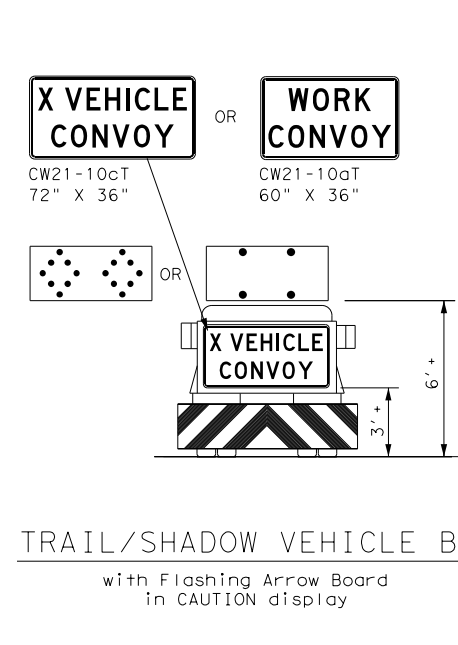 X VEHICLE
CONVOY
OR
WORK
CONVOY
CW21-10cT
72" X 36"
CW21-10aT
60" X 36"
OR
X VEHICLE
CONVOY
6' +
3' +
TRAIL/SHADOW VEHICLE B
with Flashing Arrow Board
in CAUTION display